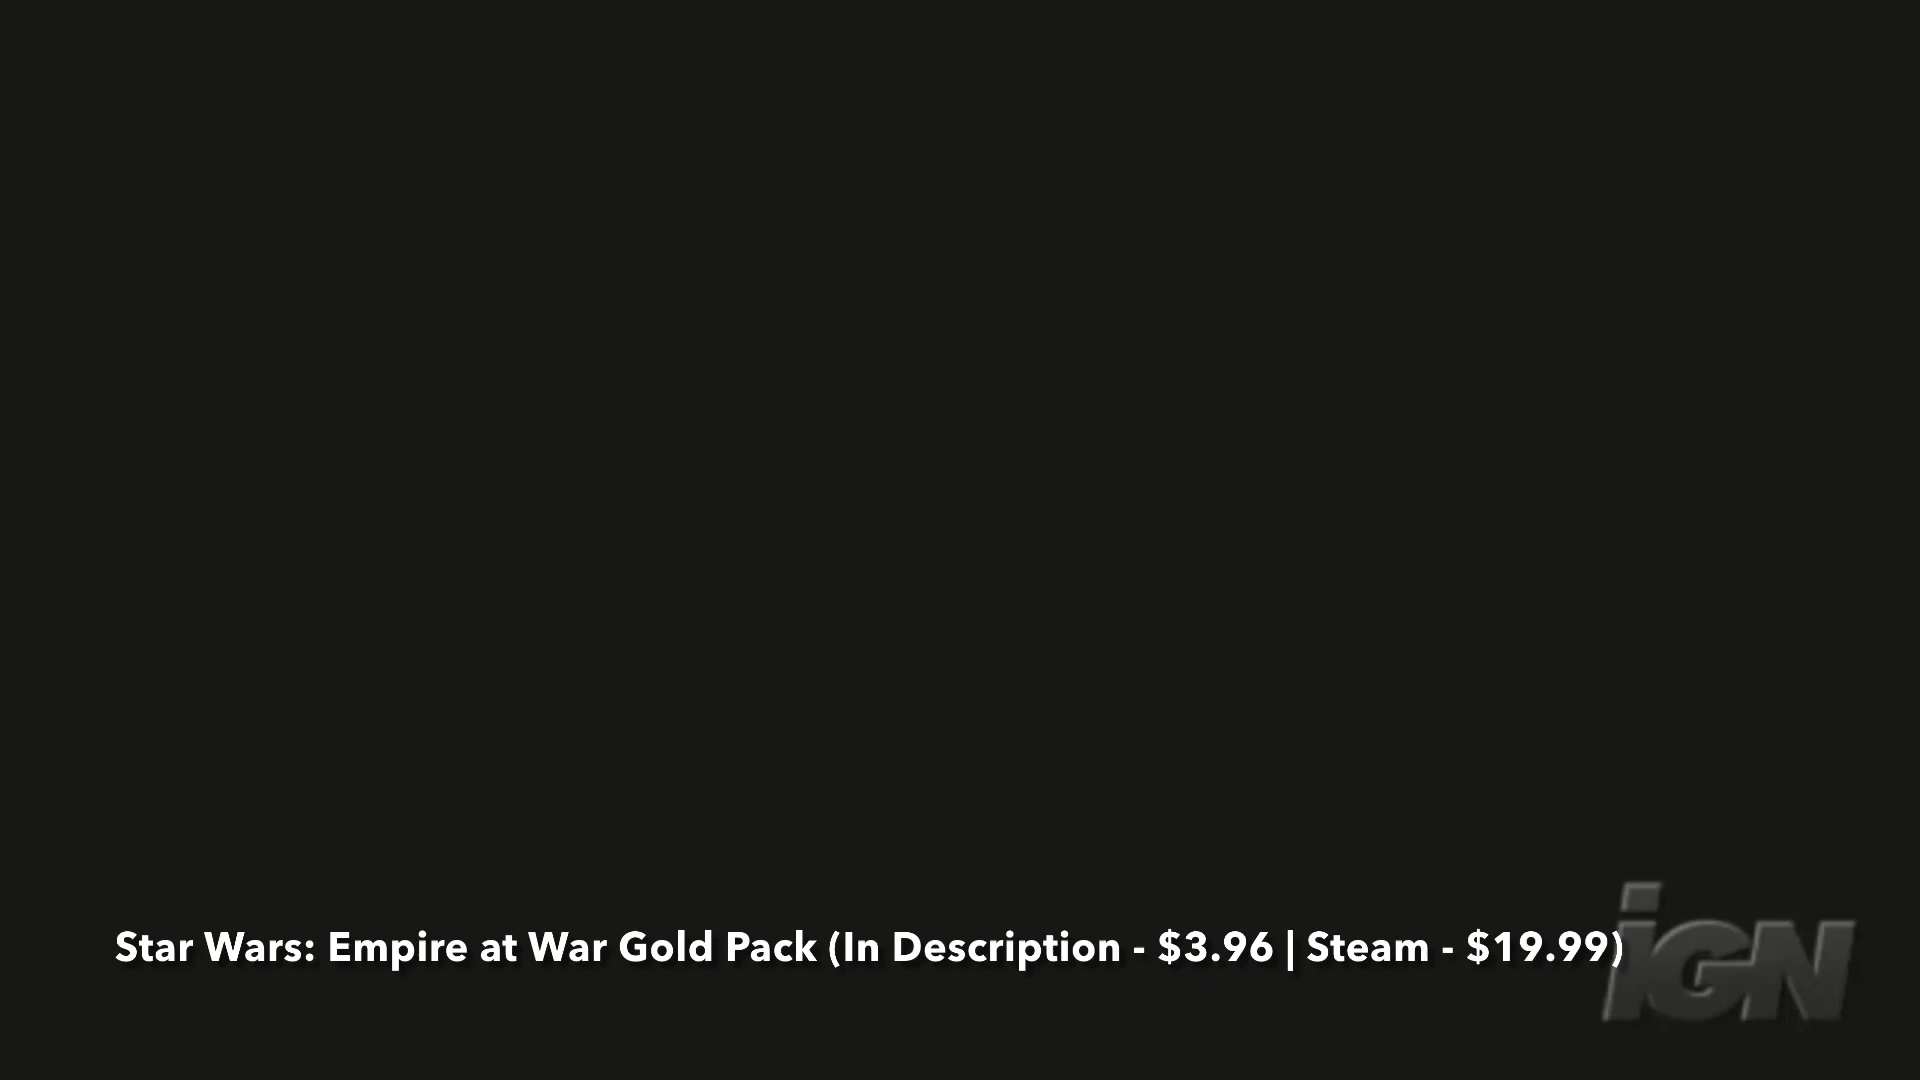 Star Wars: Empire at War Gold Pack (In Description - $3.96 | Steam - $19.99)
iGN